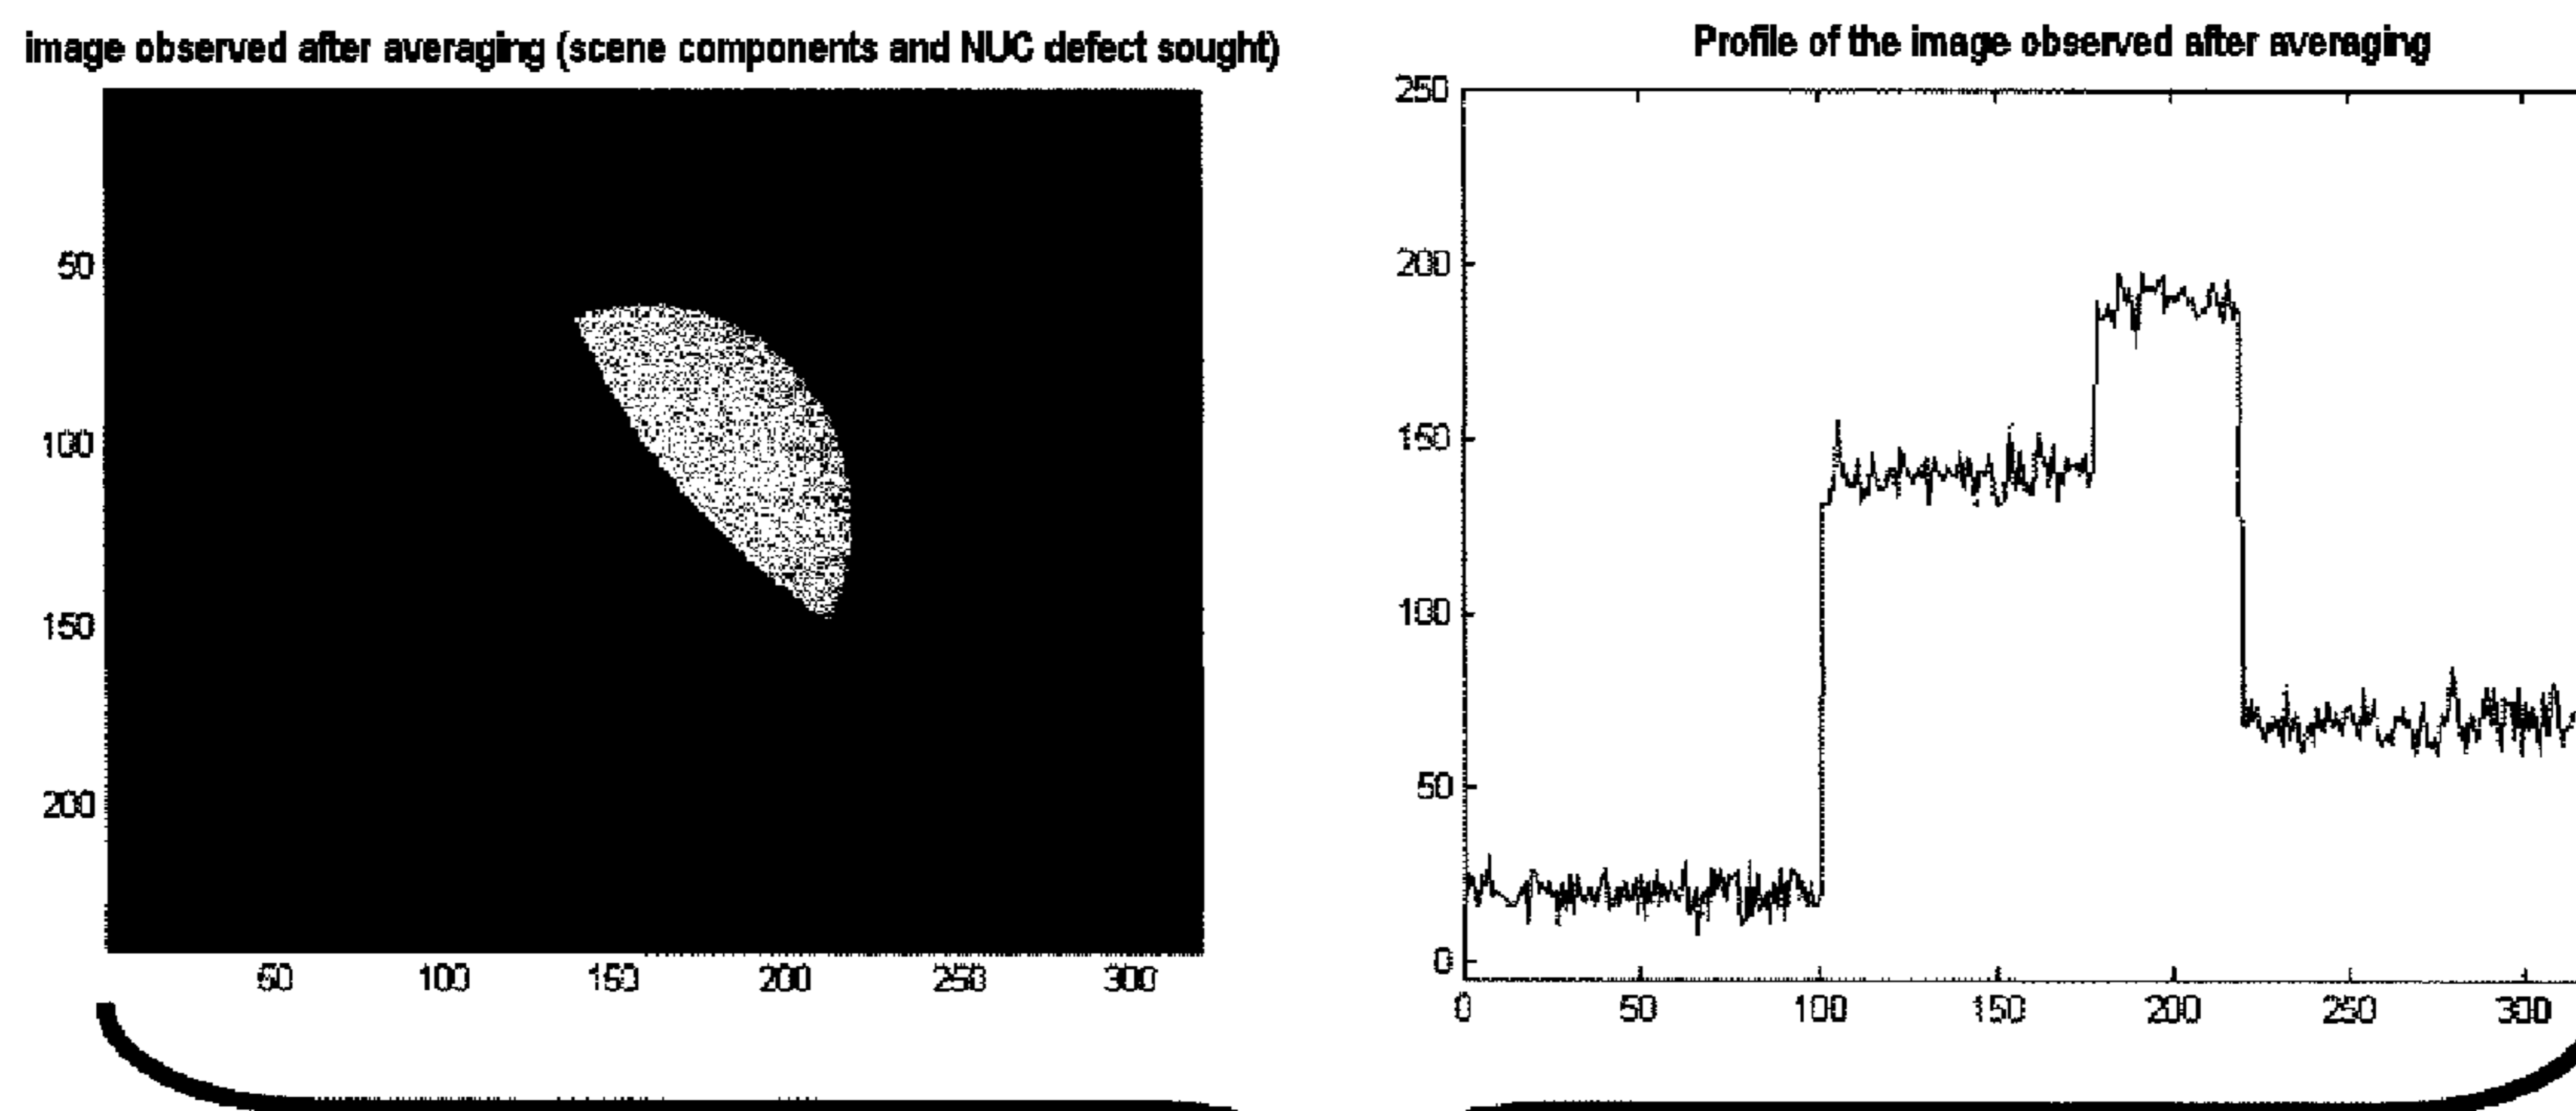 image observed after averaging (scene components and NUC defect sought)
50
100
150
200
50 100 150 200 250 300
Profile of the image observed after averaging
250
200
150
100
50
0
0 50 100 150 200 250 300